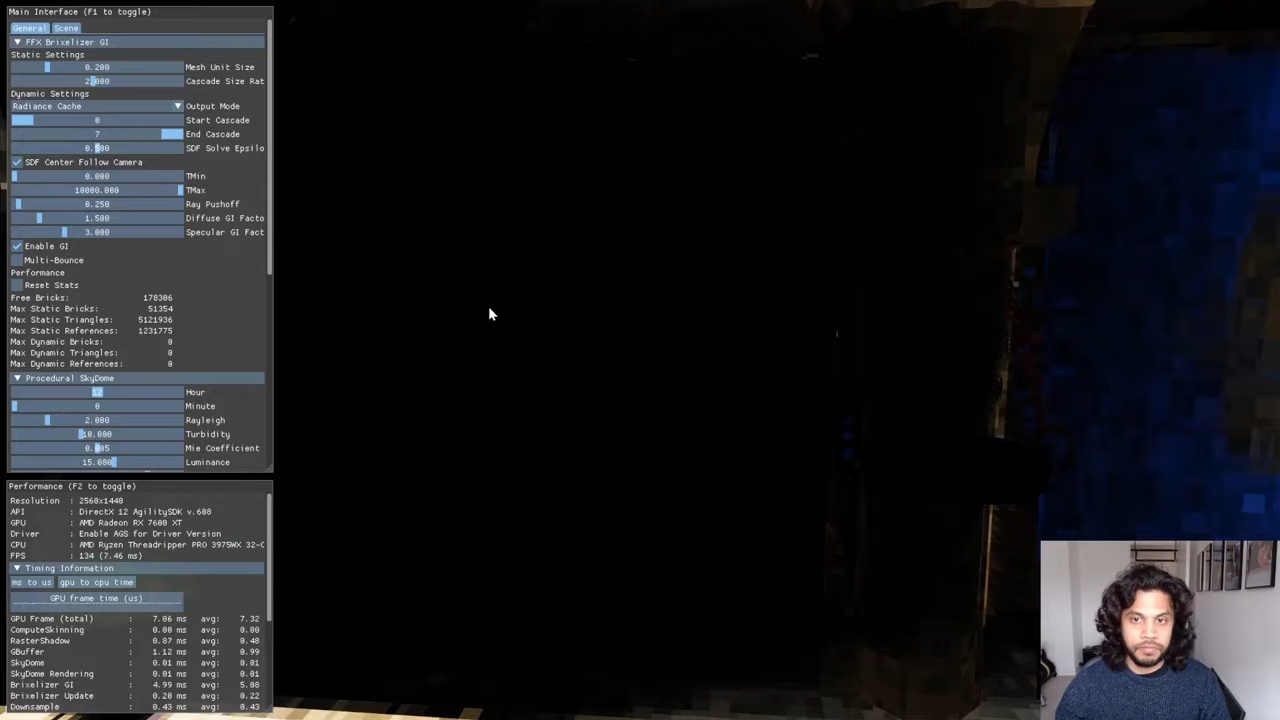 Main Interface (F1 to toggle)
General Scene
FFX Brixelizer GI
Static Settings
0.200 Mesh Unit Size
2.000 Cascade Size Rat
Dynamic Settings
Radiance Cache Output Mode
0 Start Cascade
7 End Cascade
0.500 SDF Solve Epsilo
SDF Center Follow Camera
0.000 TMin
10000.000 TMax
0.250 Ray Pushoff
1.500 Diffuse GI Facto
3.000 Specular GI Fact
Enable GI
Multi-Bounce
Performance
Reset Stats
Free Bricks: 178306
Max Static Bricks: 51354
Max Static Triangles: 5121936
Max Static References: 1231775
Max Dynamic Bricks: 0
Max Dynamic Triangles: 0
Max Dynamic References: 0
Procedural SkyDome
12 Hour
0 Minute
2.000 Rayleigh
10.000 Turbidity
0.005 Mie Coefficient
15.000 Luminance
Performance (F2 to toggle)
Resolution : 2560x1440
API : DirectX 12 AgilitySDK v.608
GPU : AMD Radeon RX 7600 XT
Driver : Enable AGS for Driver Version
CPU : AMD Ryzen Threadripper PRO 3975WX 32-C
FPS : 134 (7.46 ms)
Timing Information
ms to us gpu to cpu time
GPU frame time (us)
GPU Frame (total) : 7.06 ms avg: 7.32
ComputeSkinning : 0.00 ms avg: 0.00
RasterShadow : 0.87 ms avg: 0.48
GBuffer : 1.12 ms avg: 0.99
SkyDome : 0.01 ms avg: 0.01
SkyDome Rendering : 0.01 ms avg: 0.01
Brixelizer GI : 4.99 ms avg: 5.08
Brixelizer Update : 0.20 ms avg: 0.22
Downsample : 0.43 ms avg: 0.43